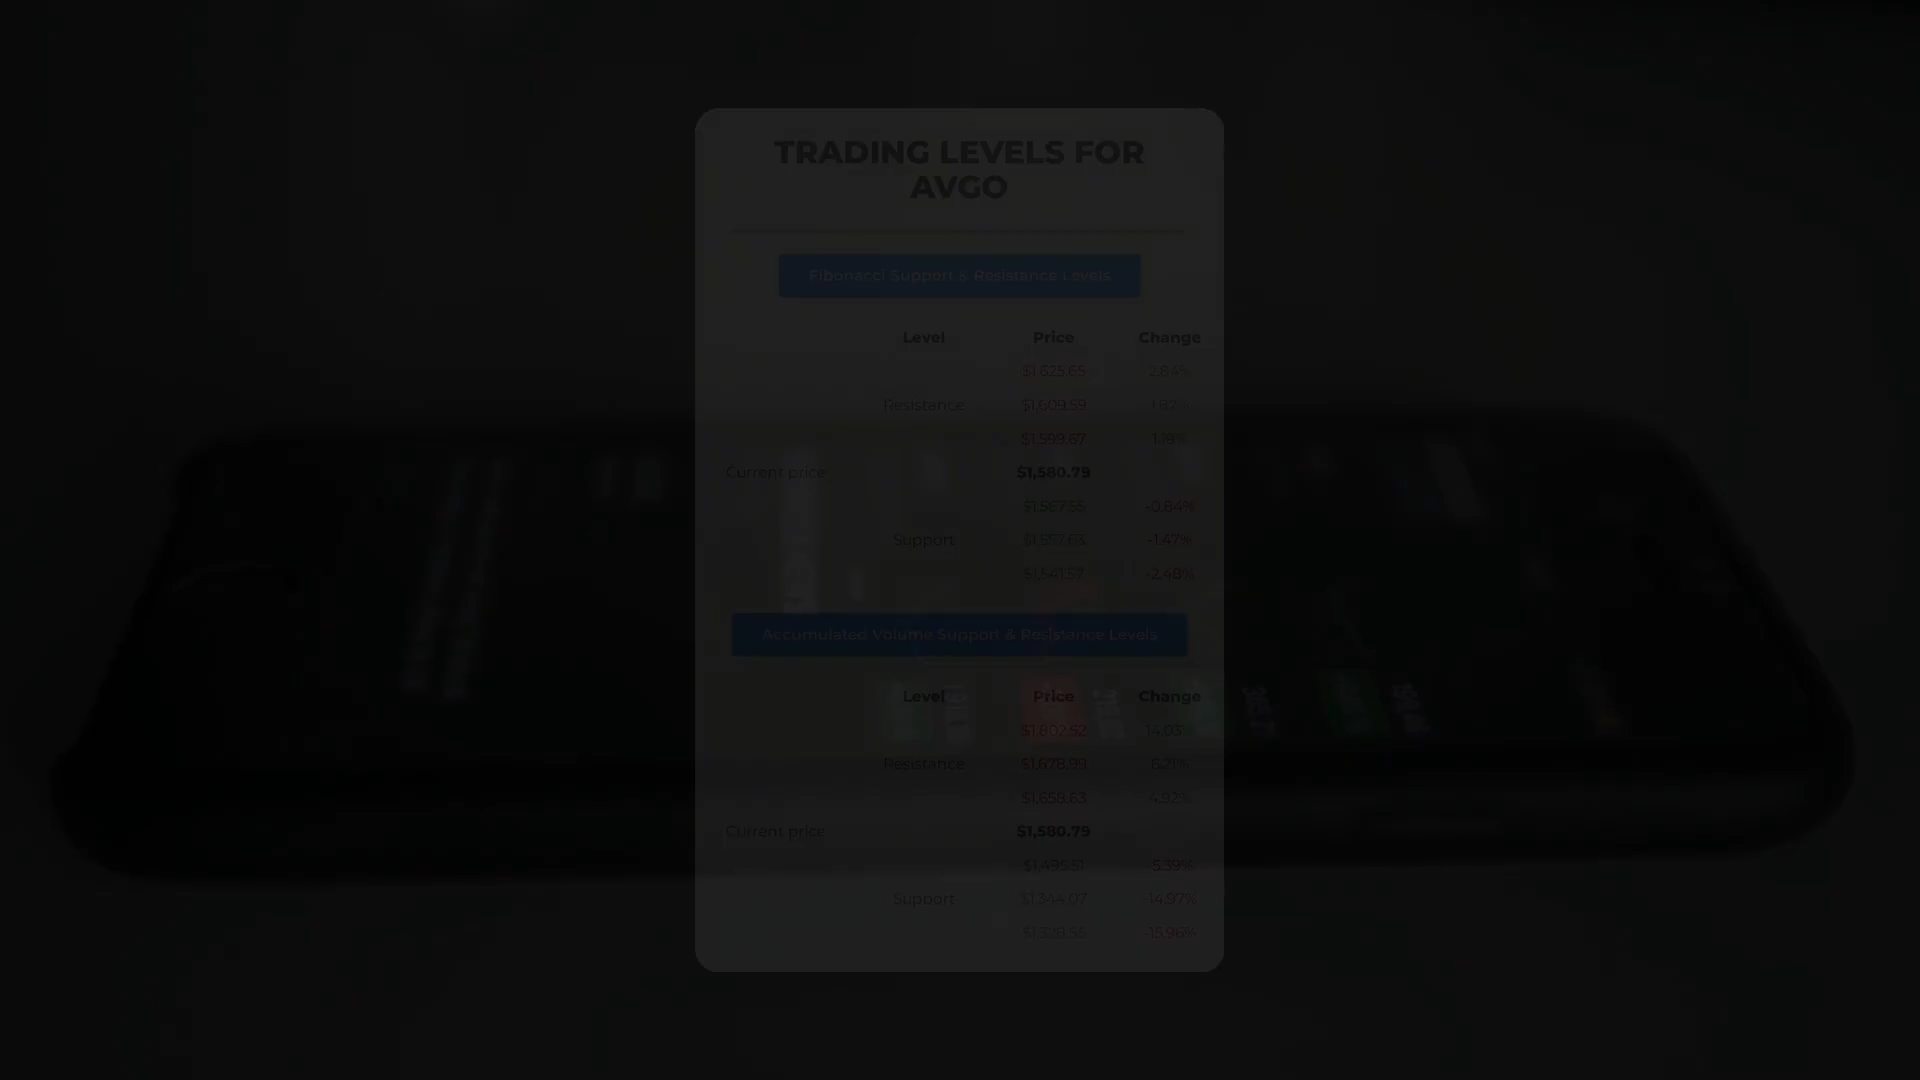 TRADING LEVELS FOR
AVGO
Fibonacci Support & Resistance Levels
Level Price Change
$1,625.65 2.84%
Resistance $1,609.59 1.82%
$1,599.67 1.19%
Current price $1,580.79
$1,567.55 -0.84%
Support $1,557.63 -1.47%
$1,541.57 -2.48%
Accumulated Volume Support & Resistance Levels
Level Price Change
$1,802.52 14.03%
Resistance $1,678.99 6.21%
$1,658.63 4.92%
Current price $1,580.79
$1,495.51 -5.39%
Support $1,344.07 -14.97%
-15.96%